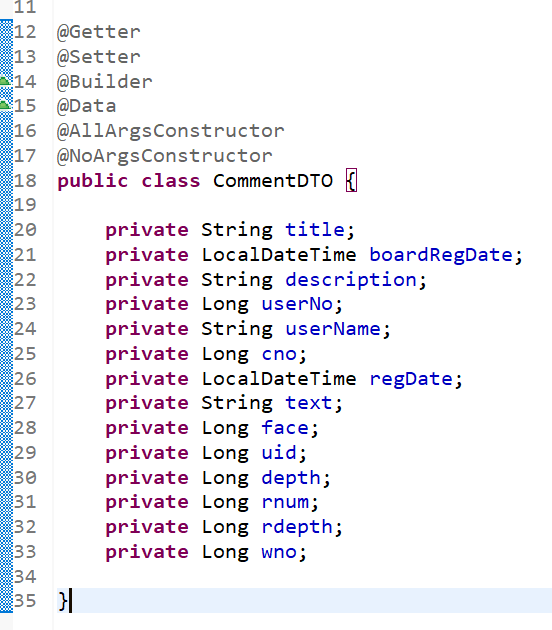 11
12 @Getter
13 @Setter
14 @Builder
15 @Data
16 @AllArgsConstructor
17 @NoArgsConstructor
18 public class CommentDTO {
19
20     private String title;
21     private LocalDateTime boardRegDate;
22     private String description;
23     private Long userNo;
24     private String userName;
25     private Long cno;
26     private LocalDateTime regDate;
27     private String text;
28     private Long face;
29     private Long uid;
30     private Long depth;
31     private Long rnum;
32     private Long rdepth;
33     private Long wno;
34
35 }